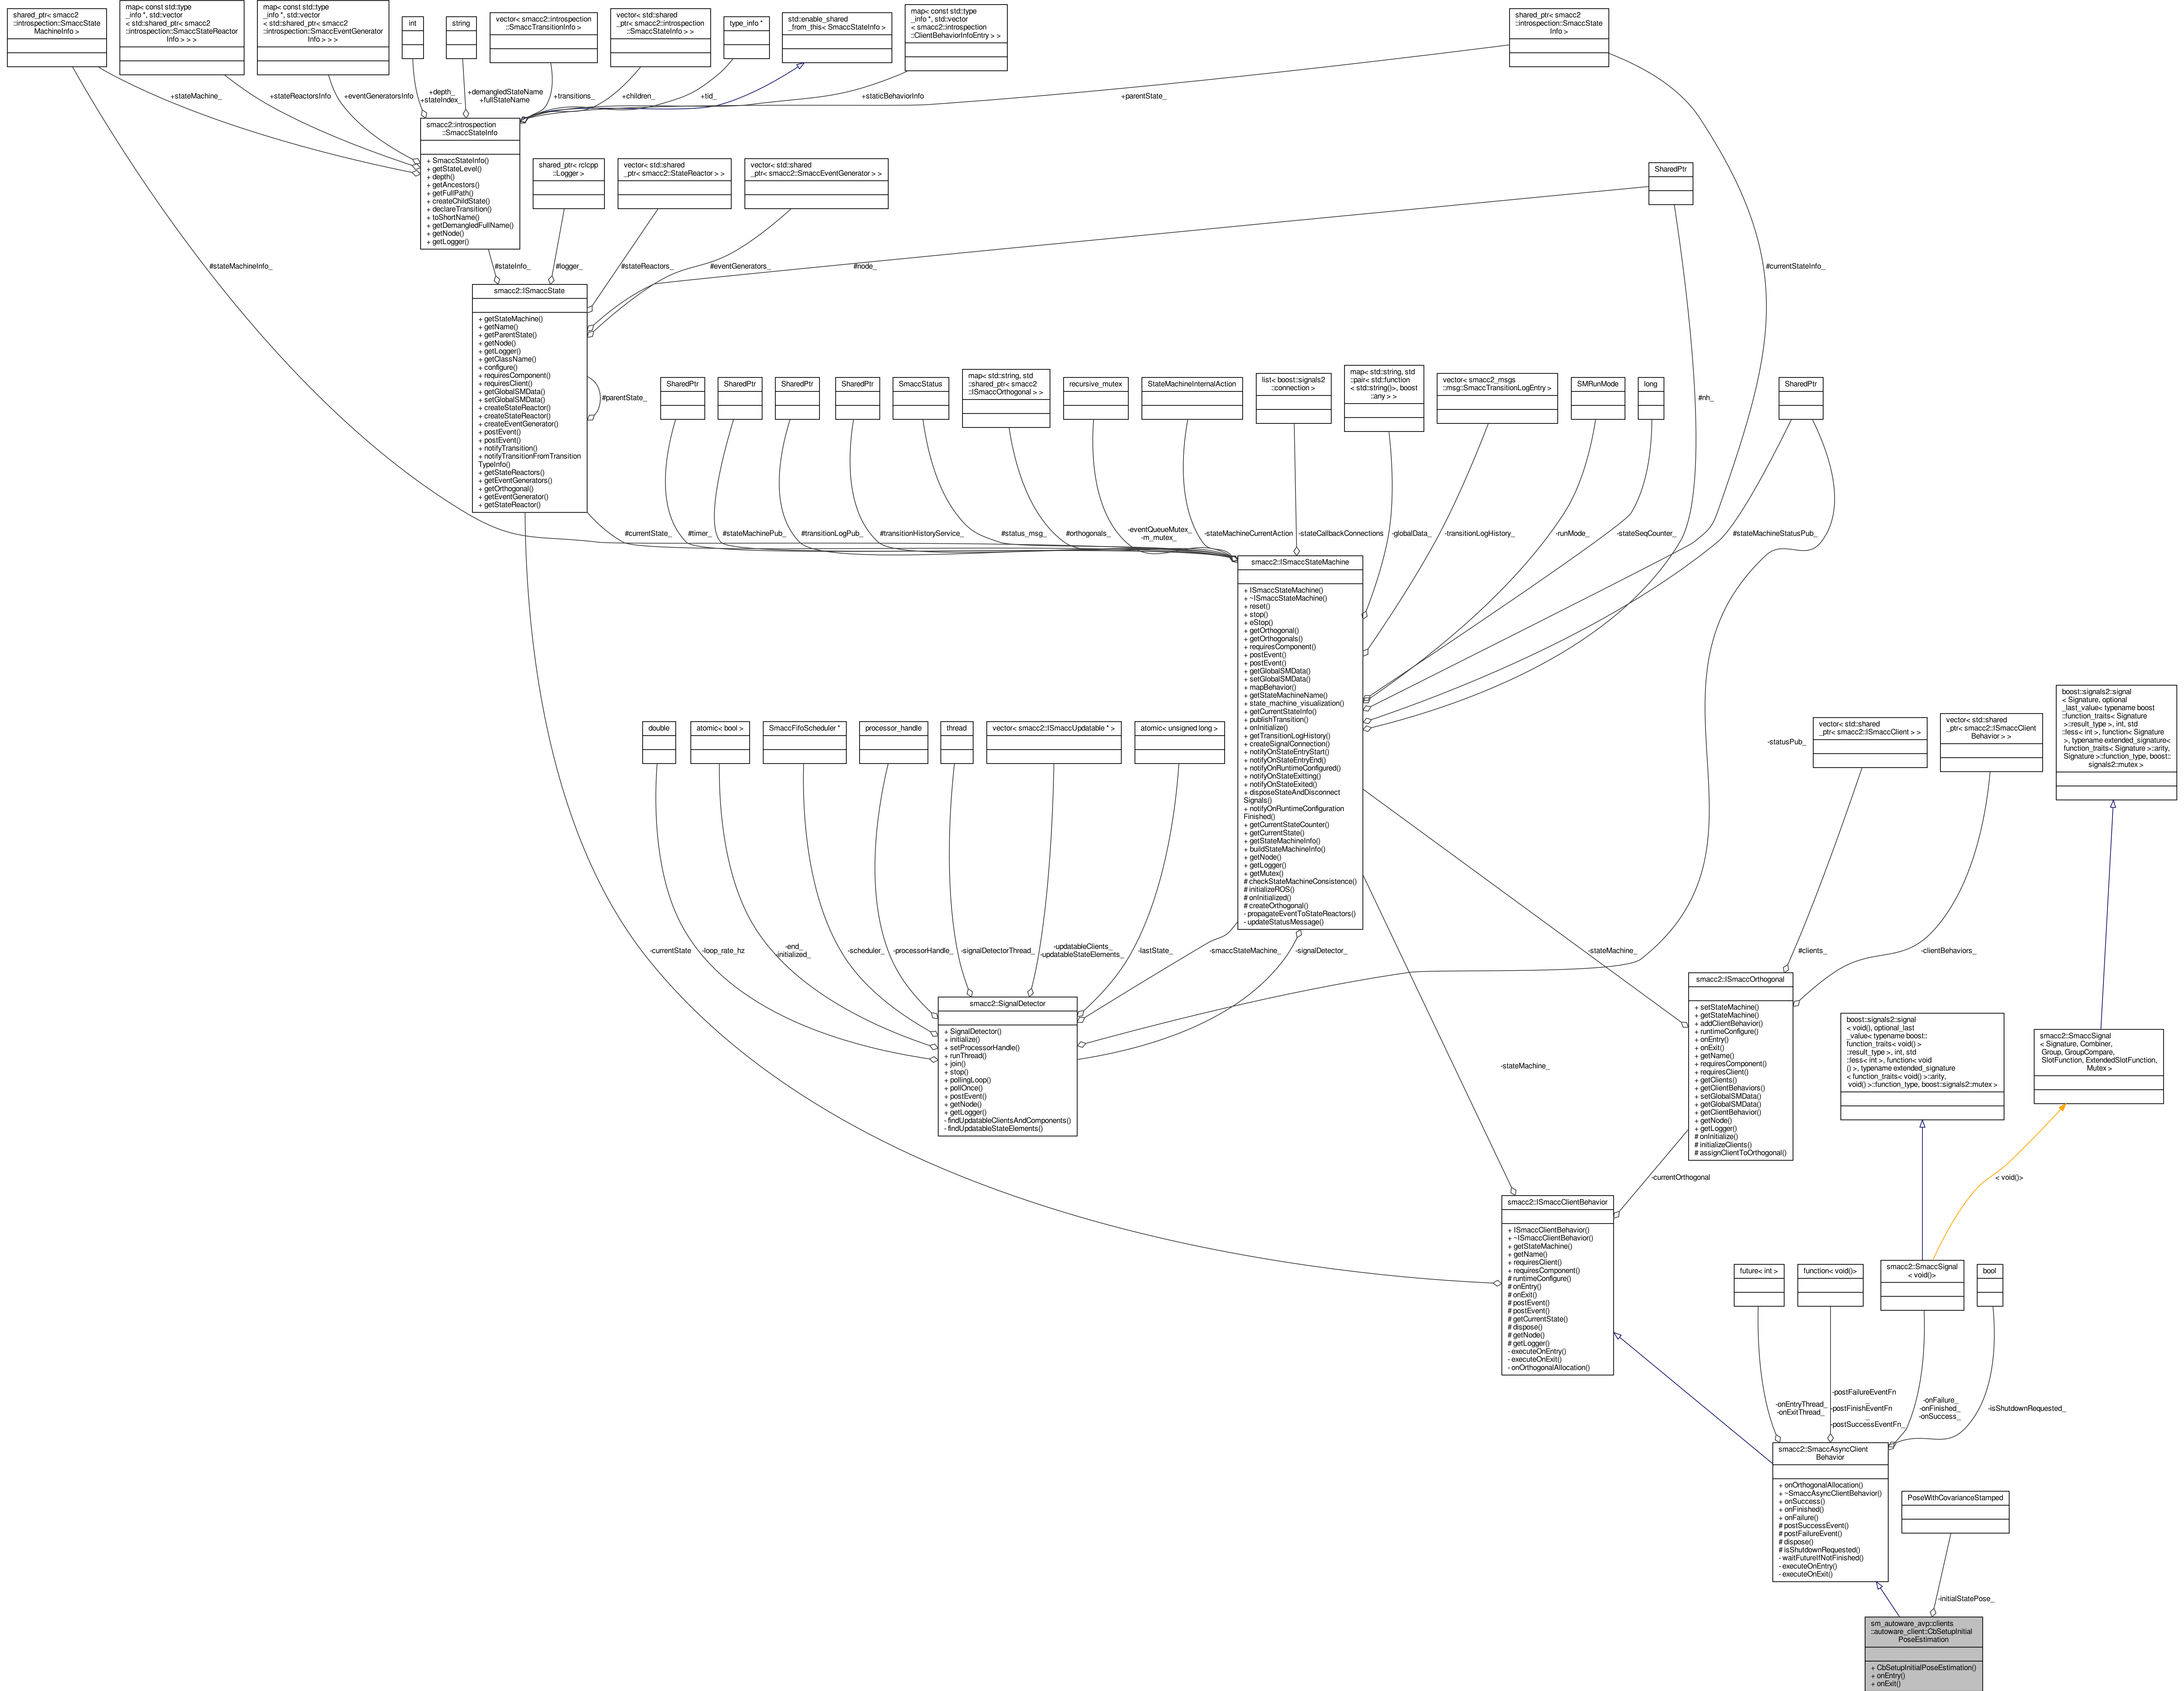 shared_ptr< smacc2
::introspection::SmaccState
MachineInfo >
map< const std::type
_info *, std::vector
< std::shared_ptr< smacc2
::introspection::SmaccStateReactor
Info > > >
map< const std::type
_info *, std::vector
< std::shared_ptr< smacc2
::introspection::SmaccEventGenerator
Info > > >
int
string
vector< smacc2::introspection
::SmaccTransitionInfo >
vector< std::shared
_ptr< smacc2::introspection
::SmaccStateInfo > >
type_info *
std::enable_shared
_from_this< SmaccStateInfo >
map< const std::type
_info *, std::vector
< smacc2::introspection
::ClientBehaviorInfoEntry > >
shared_ptr< smacc2
::introspection::SmaccState
Info >
+stateMachine_
+stateReactorsInfo
+eventGeneratorsInfo
+depth_
+stateIndex_
+demangledStateName
+fullStateName
+transitions_
+children_
+tid_
+staticBehaviorInfo
+parentState_
smacc2::introspection
::SmaccStateInfo
+ SmaccStateInfo()
+ getStateLevel()
+ depth()
+ getAncestors()
+ getFullPath()
+ createChildState()
+ declareTransition()
+ toShortName()
+ getDemangledFullName()
+ getNode()
+ getLogger()
shared_ptr< rclcpp
::Logger >
vector< std::shared
_ptr< smacc2::StateReactor > >
vector< std::shared
_ptr< smacc2::SmaccEventGenerator > >
SharedPtr
#stateMachineInfo_
#stateInfo_
#logger_
#stateReactors_
#eventGenerators_
#node_
#currentStateInfo_
smacc2::ISmaccState
+ getStateMachine()
+ getName()
+ getParentState()
+ getNode()
+ getLogger()
+ getClassName()
+ configure()
+ requiresComponent()
+ requiresClient()
+ getGlobalSMData()
+ setGlobalSMData()
+ createStateReactor()
+ createStateReactor()
+ createEventGenerator()
+ postEvent()
+ postEvent()
+ notifyTransition()
+ notifyTransitionFromTransition
TypeInfo()
+ getStateReactors()
+ getEventGenerators()
+ getOrthogonal()
+ getEventGenerator()
+ getStateReactor()
#parentState_
SharedPtr
SharedPtr
SharedPtr
SharedPtr
SmaccStatus
map< std::string, std
::shared_ptr< smacc2
::ISmaccOrthogonal > >
recursive_mutex
StateMachineInternalAction
list< boost::signals2
::connection >
map< std::string, std
::pair< std::function
< std::string()>, boost
::any > >
vector< smacc2_msgs
::msg::SmaccTransitionLogEntry >
SMRunMode
long
#nh_
SharedPtr
#currentState_
#timer_
#stateMachinePub_
#transitionLogPub_
#transitionHistoryService_
#status_msg_
#orthogonals_
-eventQueueMutex_
-m_mutex_
-stateMachineCurrentAction
-stateCallbackConnections
-globalData_
-transitionLogHistory_
-runMode_
-stateSeqCounter_
#stateMachineStatusPub_
smacc2::ISmaccStateMachine
+ ISmaccStateMachine()
+ ~ISmaccStateMachine()
+ reset()
+ stop()
+ eStop()
+ getOrthogonal()
+ getOrthogonals()
+ requiresComponent()
+ postEvent()
+ postEvent()
+ getGlobalSMData()
+ setGlobalSMData()
+ mapBehavior()
+ getStateMachineName()
+ state_machine_visualization()
+ getCurrentStateInfo()
+ publishTransition()
+ onInitialize()
+ getTransitionLogHistory()
+ createSignalConnection()
+ notifyOnStateEntryStart()
+ notifyOnStateEntryEnd()
+ notifyOnRuntimeConfigured()
+ notifyOnStateExitting()
+ notifyOnStateExited()
+ disposeStateAndDisconnect
Signals()
+ notifyOnRuntimeConfiguration
Finished()
+ getCurrentStateCounter()
+ getCurrentState()
+ getStateMachineInfo()
+ buildStateMachineInfo()
+ getNode()
+ getLogger()
+ getMutex()
# checkStateMachineConsistence()
# initializeROS()
# onInitialized()
# createOrthogonal()
- propagateEventToStateReactors()
- updateStatusMessage()
double
atomic< bool >
SmaccFifoScheduler *
processor_handle
thread
vector< smacc2::ISmaccUpdatable * >
atomic< unsigned long >
-statusPub_
vector< std::shared
_ptr< smacc2::ISmaccClient > >
vector< std::shared
_ptr< smacc2::ISmaccClient
Behavior > >
boost::signals2::signal
< Signature, optional
_last_value< typename boost
::function_traits< Signature
>::result_type >, int, std
::less< int >, function< Signature
>, typename extended_signature<
function_traits< Signature >::arity,
Signature >::function_type, boost::
signals2::mutex >
-currentState
-loop_rate_hz
-end_
-initialized_
-scheduler_
-processorHandle_
-signalDetectorThread_
-updatableClients_
-updatableStateElements_
-lastState_
-smaccStateMachine_
-signalDetector_
-stateMachine_
#clients_
-clientBehaviors_
smacc2::SignalDetector
+ SignalDetector()
+ initialize()
+ setProcessorHandle()
+ runThread()
+ join()
+ stop()
+ pollingLoop()
+ pollOnce()
+ postEvent()
+ getNode()
+ getLogger()
- findUpdatableClientsAndComponents()
- findUpdatableStateElements()
smacc2::ISmaccOrthogonal
+ setStateMachine()
+ getStateMachine()
+ addClientBehavior()
+ runtimeConfigure()
+ onEntry()
+ onExit()
+ getName()
+ requiresComponent()
+ requiresClient()
+ getClients()
+ getClientBehaviors()
+ setGlobalSMData()
+ getGlobalSMData()
+ getClientBehavior()
+ getNode()
+ getLogger()
# onInitialize()
# initializeClients()
# assignClientToOrthogonal()
boost::signals2::signal
< void(), optional_last
_value< typename boost::
function_traits< void() >
::result_type >, int, std
::less< int >, function< void
() >, typename extended_signature
< function_traits< void() >::arity,
void() >::function_type, boost::signals2::mutex >
smacc2::SmaccSignal
< Signature, Combiner,
Group, GroupCompare,
SlotFunction, ExtendedSlotFunction,
Mutex >
-stateMachine_
-currentOrthogonal
< void()>
smacc2::ISmaccClientBehavior
+ ISmaccClientBehavior()
+ ~ISmaccClientBehavior()
+ getStateMachine()
+ getName()
+ requiresClient()
+ requiresComponent()
# runtimeConfigure()
# onEntry()
# onExit()
# postEvent()
# postEvent()
# getCurrentState()
# dispose()
# getNode()
# getLogger()
- executeOnEntry()
- executeOnExit()
- onOrthogonalAllocation()
future< int >
function< void()>
smacc2::SmaccSignal
< void()>
bool
-onEntryThread_
-onExitThread_
-postFailureEventFn
_
-postFinishEventFn
_
-postSuccessEventFn_
-onFailure_
-onFinished_
-onSuccess_
-isShutdownRequested_
smacc2::SmaccAsyncClient
Behavior
+ onOrthogonalAllocation()
+ ~SmaccAsyncClientBehavior()
+ onSuccess()
+ onFinished()
+ onFailure()
# postSuccessEvent()
# postFailureEvent()
# dispose()
# isShutdownRequested()
- waitFutureIfNotFinished()
- executeOnEntry()
- executeOnExit()
PoseWithCovarianceStamped
-initialStatePose_
sm_autoware_avp::clients
::autoware_client::CbSetupInitial
PoseEstimation
+ CbSetupInitialPoseEstimation()
+ onEntry()
+ onExit()